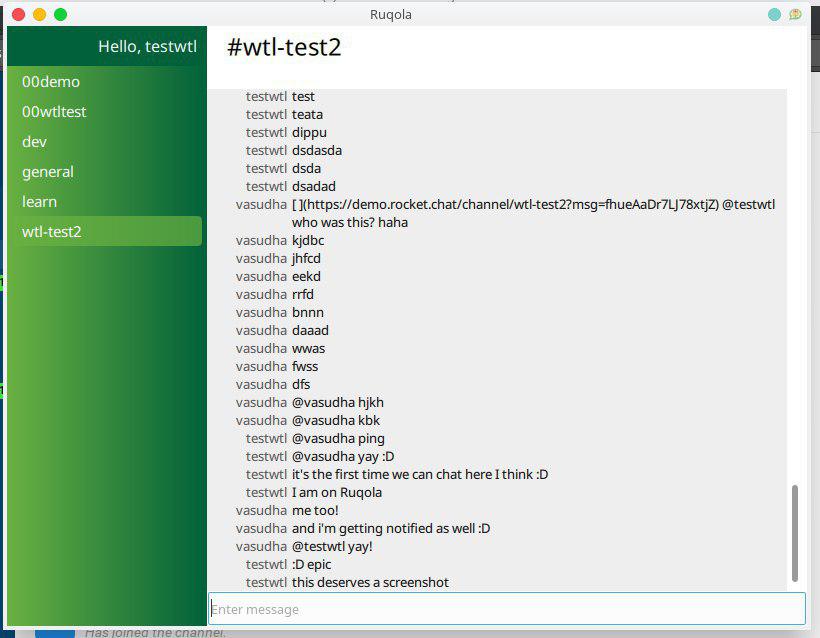 Ruqola
Hello, testwtl
#wtl-test2
00demo
00wtltest
dev
general
learn
wtl-test2
testwtl test
testwtl teata
testwtl dippu
testwtl dsdasda
testwtl dsda
testwtl dsadad
vasudha [ ](https://demo.rocket.chat/channel/wtl-test2?msg=fhueAaDr7LJ78xtjZ) @testwtl
who was this? haha
vasudha kjdbc
vasudha jhfcd
vasudha eekd
vasudha rrfd
vasudha bnnn
vasudha daaad
vasudha wwas
vasudha fwss
vasudha dfs
vasudha @vasudha hjkh
vasudha @vasudha kbk
testwtl @vasudha ping
testwtl @vasudha yay :D
testwtl it's the first time we can chat here I think :D
testwtl I am on Ruqola
vasudha me too!
vasudha and i'm getting notified as well :D
vasudha @testwtl yay!
testwtl :D epic
testwtl this deserves a screenshot
Enter message
Has joined the channel.